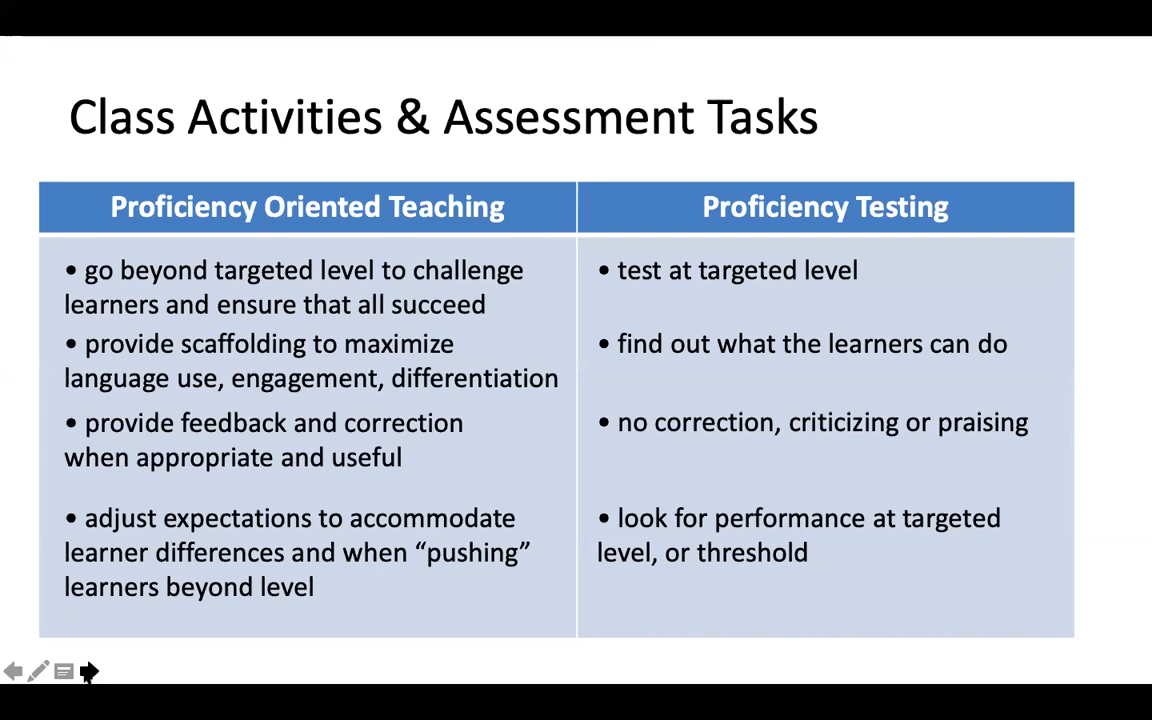 Class Activities & Assessment Tasks
Proficiency Oriented Teaching
Proficiency Testing
• go beyond targeted level to challenge
learners and ensure that all succeed
• test at targeted level
• provide scaffolding to maximize
language use, engagement, differentiation
• find out what the learners can do
• provide feedback and correction
when appropriate and useful
• no correction, criticizing or praising
• adjust expectations to accommodate
learner differences and when “pushing”
learners beyond level
• look for performance at targeted
level, or threshold